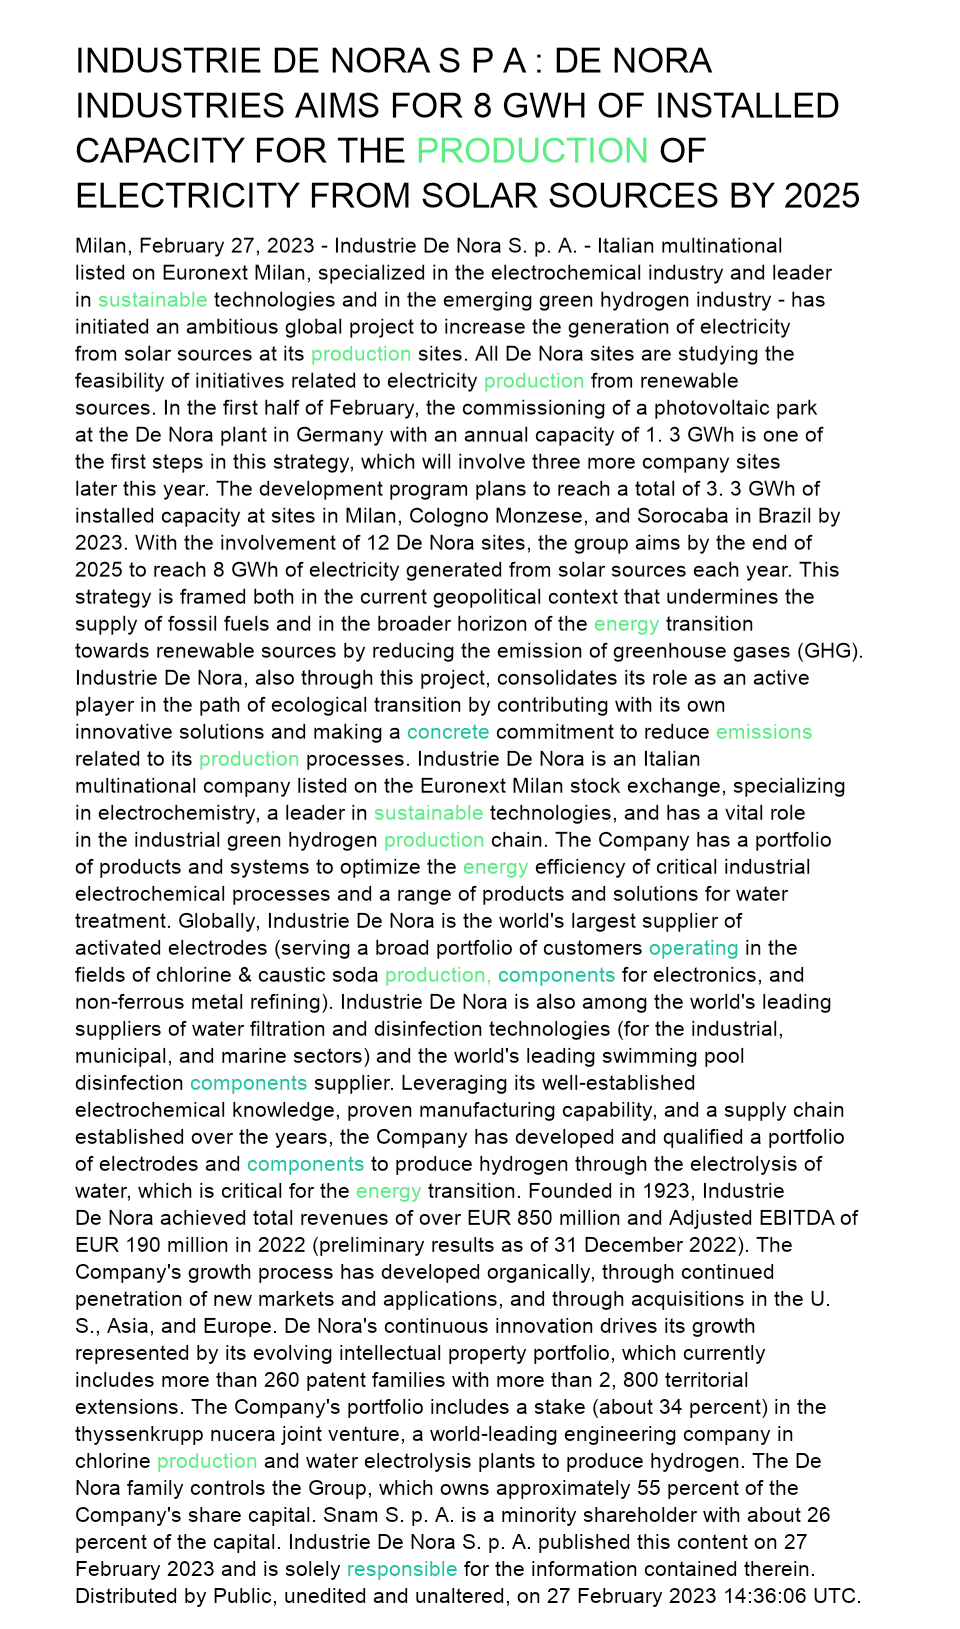 INDUSTRIE DE NORA S P A : DE NORA
INDUSTRIES AIMS FOR 8 GWH OF INSTALLED
CAPACITY FOR THE PRODUCTION OF
ELECTRICITY FROM SOLAR SOURCES BY 2025
Milan, February 27, 2023 - Industrie De Nora S. p. A. - Italian multinational
listed on Euronext Milan, specialized in the electrochemical industry and leader
in sustainable technologies and in the emerging green hydrogen industry - has
initiated an ambitious global project to increase the generation of electricity
from solar sources at its production sites. All De Nora sites are studying the
feasibility of initiatives related to electricity production from renewable
sources. In the first half of February, the commissioning of a photovoltaic park
at the De Nora plant in Germany with an annual capacity of 1. 3 GWh is one of
the first steps in this strategy, which will involve three more company sites
later this year. The development program plans to reach a total of 3. 3 GWh of
installed capacity at sites in Milan, Cologno Monzese, and Sorocaba in Brazil by
2023. With the involvement of 12 De Nora sites, the group aims by the end of
2025 to reach 8 GWh of electricity generated from solar sources each year. This
strategy is framed both in the current geopolitical context that undermines the
supply of fossil fuels and in the broader horizon of the energy transition
towards renewable sources by reducing the emission of greenhouse gases (GHG).
Industrie De Nora, also through this project, consolidates its role as an active
player in the path of ecological transition by contributing with its own
innovative solutions and making a concrete commitment to reduce emissions
related to its production processes. Industrie De Nora is an Italian
multinational company listed on the Euronext Milan stock exchange, specializing
in electrochemistry, a leader in sustainable technologies, and has a vital role
in the industrial green hydrogen production chain. The Company has a portfolio
of products and systems to optimize the energy efficiency of critical industrial
electrochemical processes and a range of products and solutions for water
treatment. Globally, Industrie De Nora is the world's largest supplier of
activated electrodes (serving a broad portfolio of customers operating in the
fields of chlorine & caustic soda production, components for electronics, and
non-ferrous metal refining). Industrie De Nora is also among the world's leading
suppliers of water filtration and disinfection technologies (for the industrial,
municipal, and marine sectors) and the world's leading swimming pool
disinfection components supplier. Leveraging its well-established
electrochemical knowledge, proven manufacturing capability, and a supply chain
established over the years, the Company has developed and qualified a portfolio
of electrodes and components to produce hydrogen through the electrolysis of
water, which is critical for the energy transition. Founded in 1923, Industrie
De Nora achieved total revenues of over EUR 850 million and Adjusted EBITDA of
EUR 190 million in 2022 (preliminary results as of 31 December 2022). The
Company's growth process has developed organically, through continued
penetration of new markets and applications, and through acquisitions in the U.
S., Asia, and Europe. De Nora's continuous innovation drives its growth
represented by its evolving intellectual property portfolio, which currently
includes more than 260 patent families with more than 2, 800 territorial
extensions. The Company's portfolio includes a stake (about 34 percent) in the
thyssenkrupp nucera joint venture, a world-leading engineering company in
chlorine production and water electrolysis plants to produce hydrogen. The De
Nora family controls the Group, which owns approximately 55 percent of the
Company's share capital. Snam S. p. A. is a minority shareholder with about 26
percent of the capital. Industrie De Nora S. p. A. published this content on 27
February 2023 and is solely responsible for the information contained therein.
Distributed by Public, unedited and unaltered, on 27 February 2023 14:36:06 UTC.